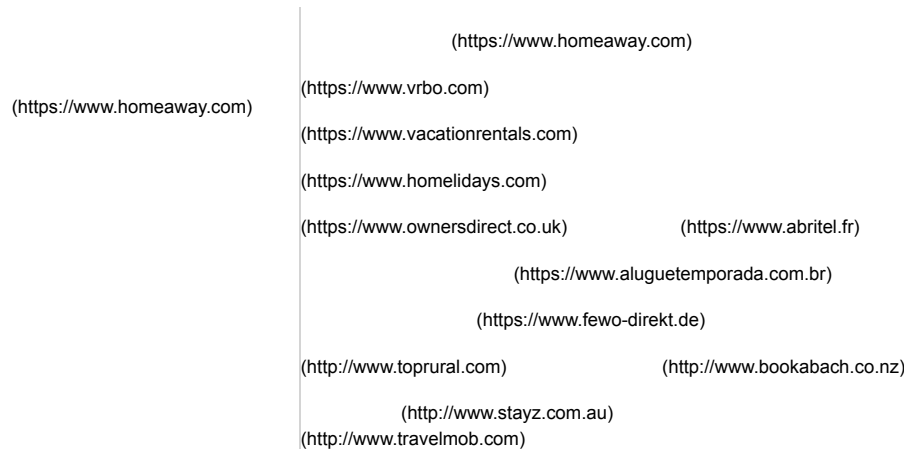 (https://www.homeaway.com)
(https://www.homeaway.com)
(https://www.vrbo.com)
(https://www.vacationrentals.com)
(https://www.homelidays.com)
(https://www.ownersdirect.co.uk) (https://www.abritel.fr)
(https://www.aluguetemporada.com.br)
(https://www.fewo-direkt.de)
(http://www.toprural.com) (http://www.bookabach.co.nz)
(http://www.stayz.com.au)
(http://www.travelmob.com)